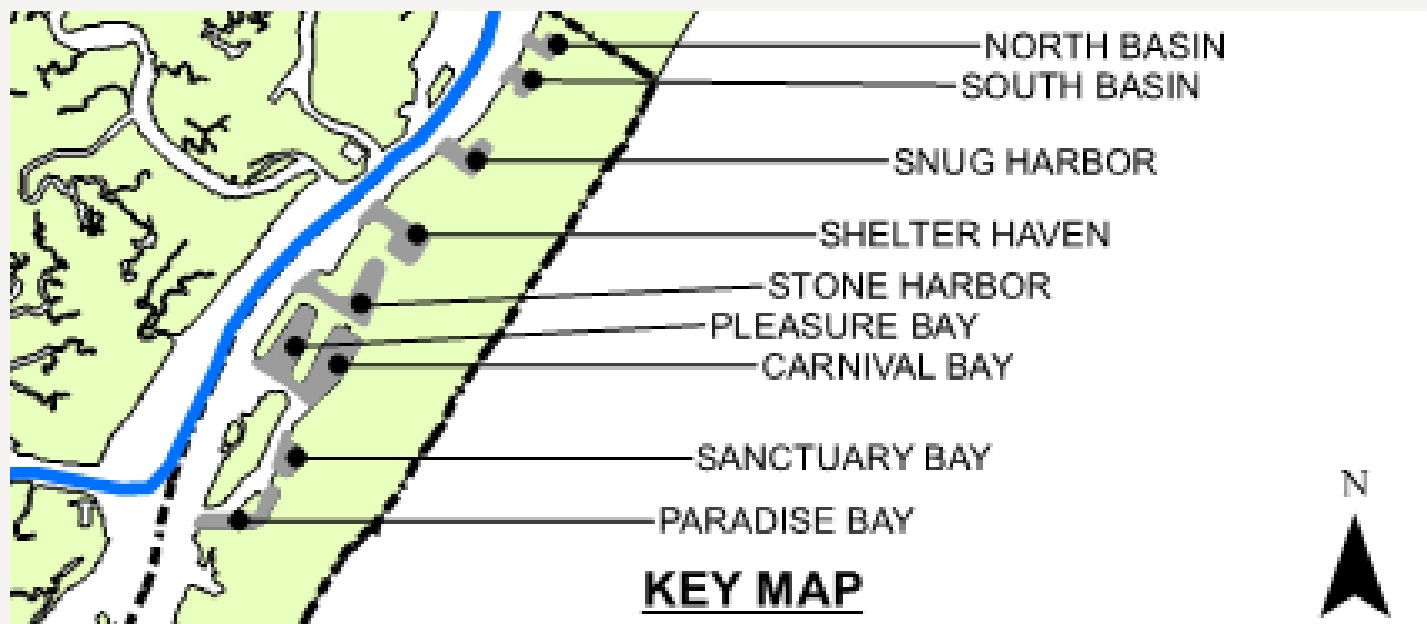 NORTH BASIN
SOUTH BASIN
SNUG HARBOR
SHELTER HAVEN
STONE HARBOR
PLEASURE BAY
CARNIVAL BAY
SANCTUARY BAY
PARADISE BAY
N
KEY MAP